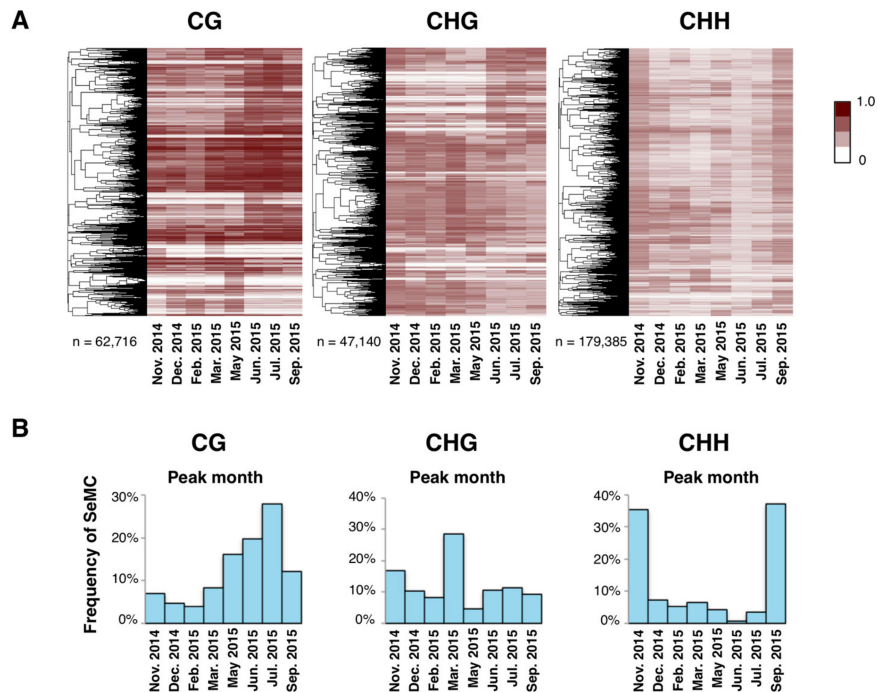 A
CG
CHG
CHH
1.0
0
n = 62,716
Nov. 2014
Dec. 2014
Feb. 2015
Mar. 2015
May 2015
Jun. 2015
Jul. 2015
Sep. 2015
n = 47,140
Nov. 2014
Dec. 2014
Feb. 2015
Mar. 2015
May 2015
Jun. 2015
Jul. 2015
Sep. 2015
n = 179,385
Nov. 2014
Dec. 2014
Feb. 2015
Mar. 2015
May 2015
Jun. 2015
Jul. 2015
Sep. 2015
B
CG
CHG
CHH
Frequency of SeMC
Peak month
30%
20%
10%
0%
Nov. 2014
Dec. 2014
Feb. 2015
Mar. 2015
May 2015
Jun. 2015
Jul. 2015
Sep. 2015
Peak month
40%
30%
20%
10%
0%
Nov. 2014
Dec. 2014
Feb. 2015
Mar. 2015
May 2015
Jun. 2015
Jul. 2015
Sep. 2015
Peak month
40%
30%
20%
10%
0%
Nov. 2014
Dec. 2014
Feb. 2015
Mar. 2015
May 2015
Jun. 2015
Jul. 2015
Sep. 2015